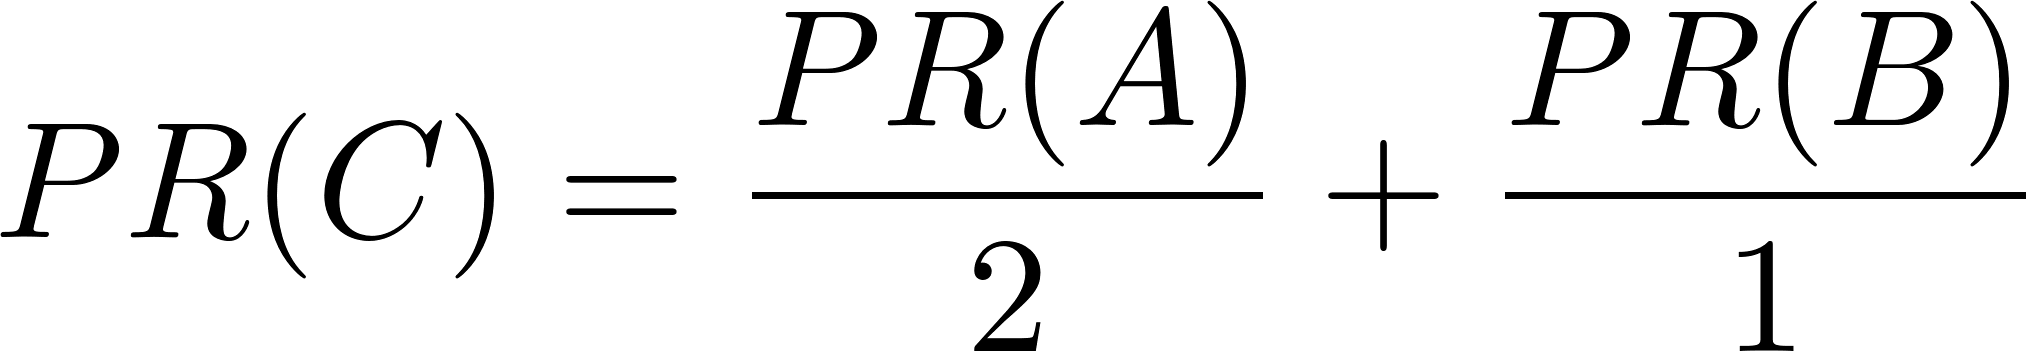 PR(C) = PR(A)/2 + PR(B)/1